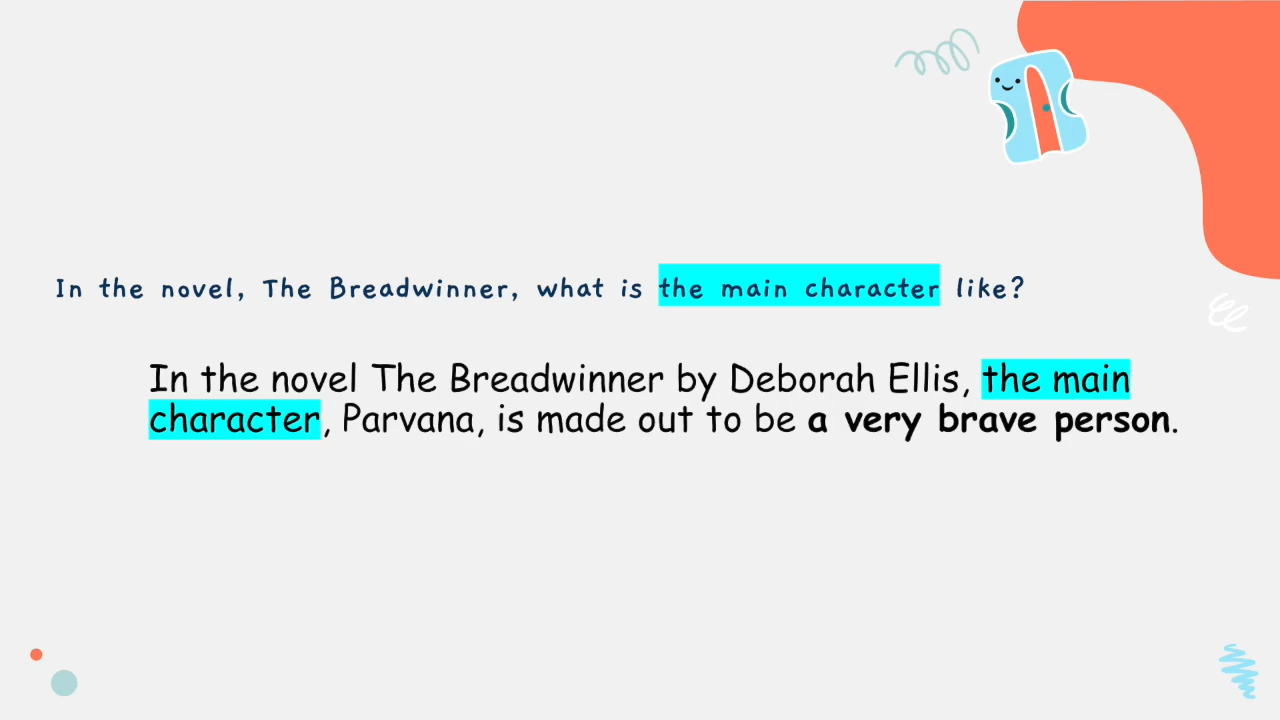 In the novel, The Breadwinner, what is the main character like?
In the novel The Breadwinner by Deborah Ellis, the main
character, Parvana, is made out to be a very brave person.